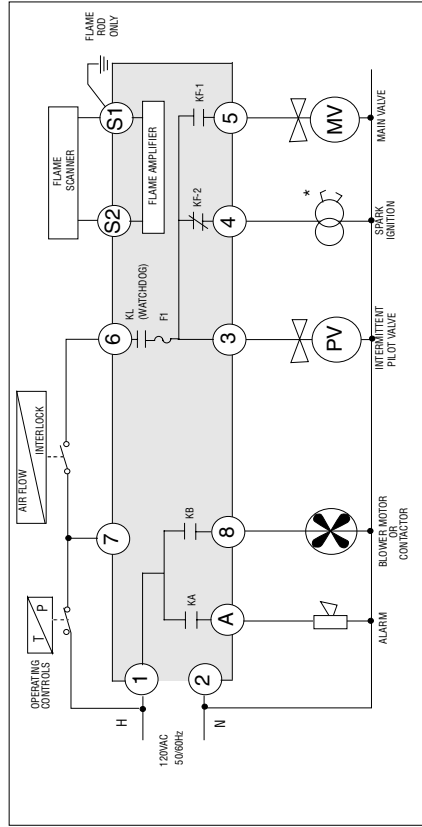 FLAME
ROD
ONLY
FLAME
SCANNER
S2
S1
FLAME AMPLIFIER
AIR FLOW
INTERLOCK
OPERATING
CONTROLS
T
P
H
120VAC
50/60Hz
N
1
2
7
6
KL
(WATCHDOG)
F1
KA
KB
KF-2
KF-1
A
8
3
4
5
*
PV
MV
ALARM
BLOWER MOTOR
OR
CONTACTOR
INTERMITTENT
PILOT VALVE
SPARK
IGNITION
MAIN VALVE